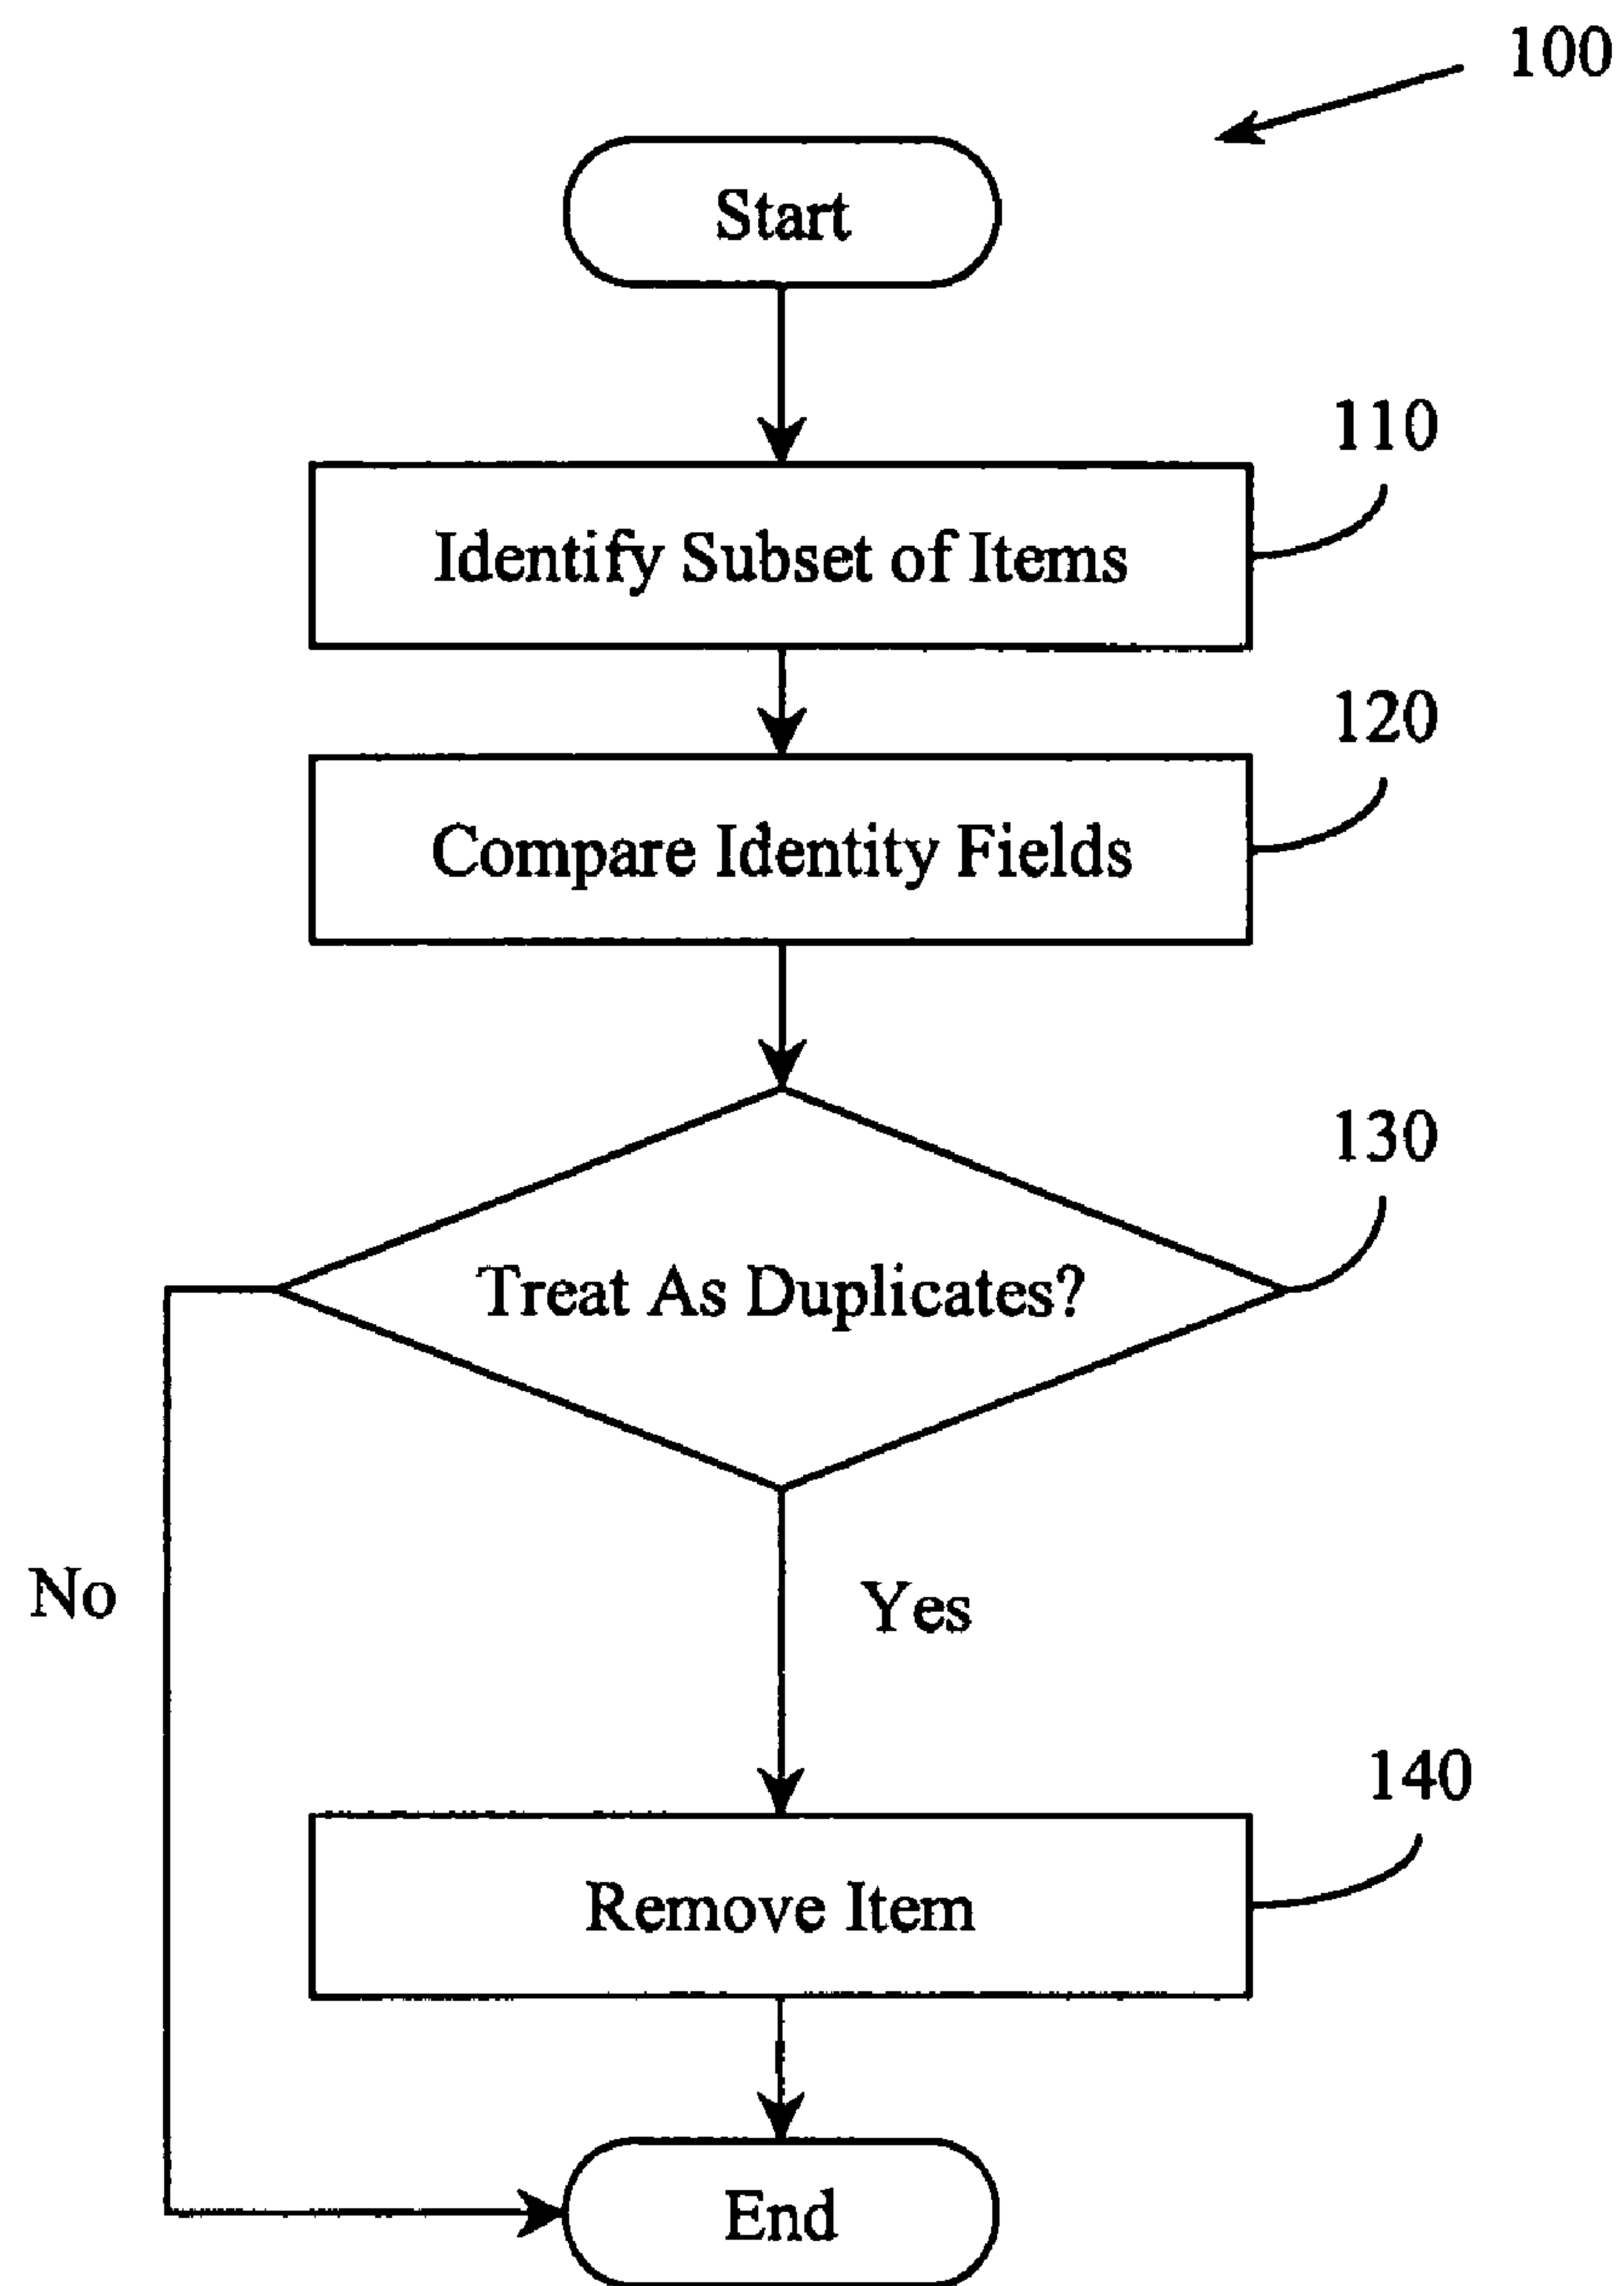 100
Start
110
Identify Subset of Items
120
Compare Identity Fields
130
Treat As Duplicates?
No
Yes
140
Remove Item
End